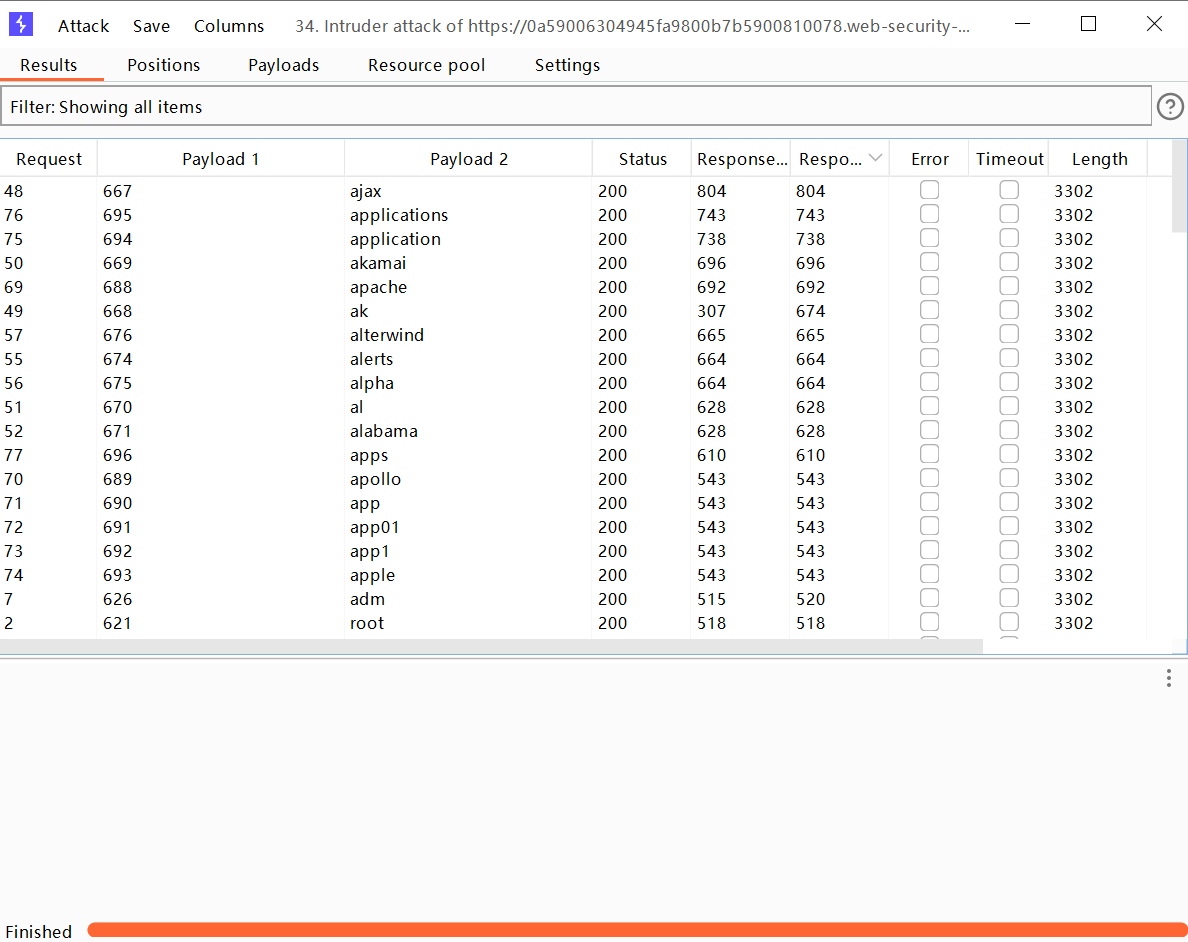 Attack Save Columns 34. Intruder attack of https://0a59006304945fa9800b7b5900810078.web-security-...
Results Positions Payloads Resource pool Settings
Filter: Showing all items ?
Request Payload 1 Payload 2 Status Response... Respo... Error Timeout Length
48 667 ajax 200 804 804 3302
76 695 applications 200 743 743 3302
75 694 application 200 738 738 3302
50 669 akamai 200 696 696 3302
69 688 apache 200 692 692 3302
49 668 ak 200 307 674 3302
57 676 alterwind 200 665 665 3302
55 674 alerts 200 664 664 3302
56 675 alpha 200 664 664 3302
51 670 al 200 628 628 3302
52 671 alabama 200 628 628 3302
77 696 apps 200 610 610 3302
70 689 apollo 200 543 543 3302
71 690 app 200 543 543 3302
72 691 app01 200 543 543 3302
73 692 app1 200 543 543 3302
74 693 apple 200 543 543 3302
7 626 adm 200 515 520 3302
2 621 root 200 518 518 3302
Finished